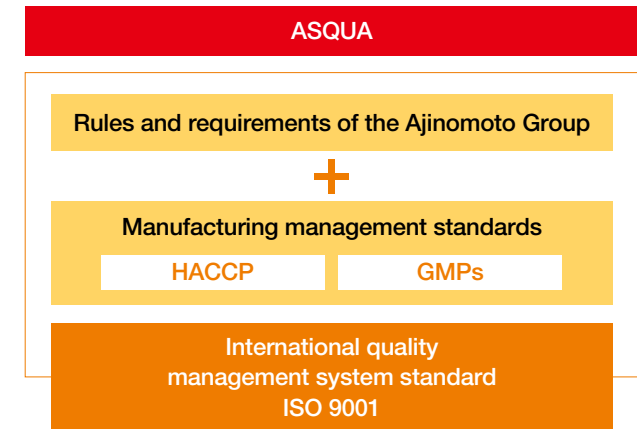 ASQUA
Rules and requirements of the Ajinomoto Group
+
Manufacturing management standards
HACCP
GMPs
International quality
management system standard
ISO 9001